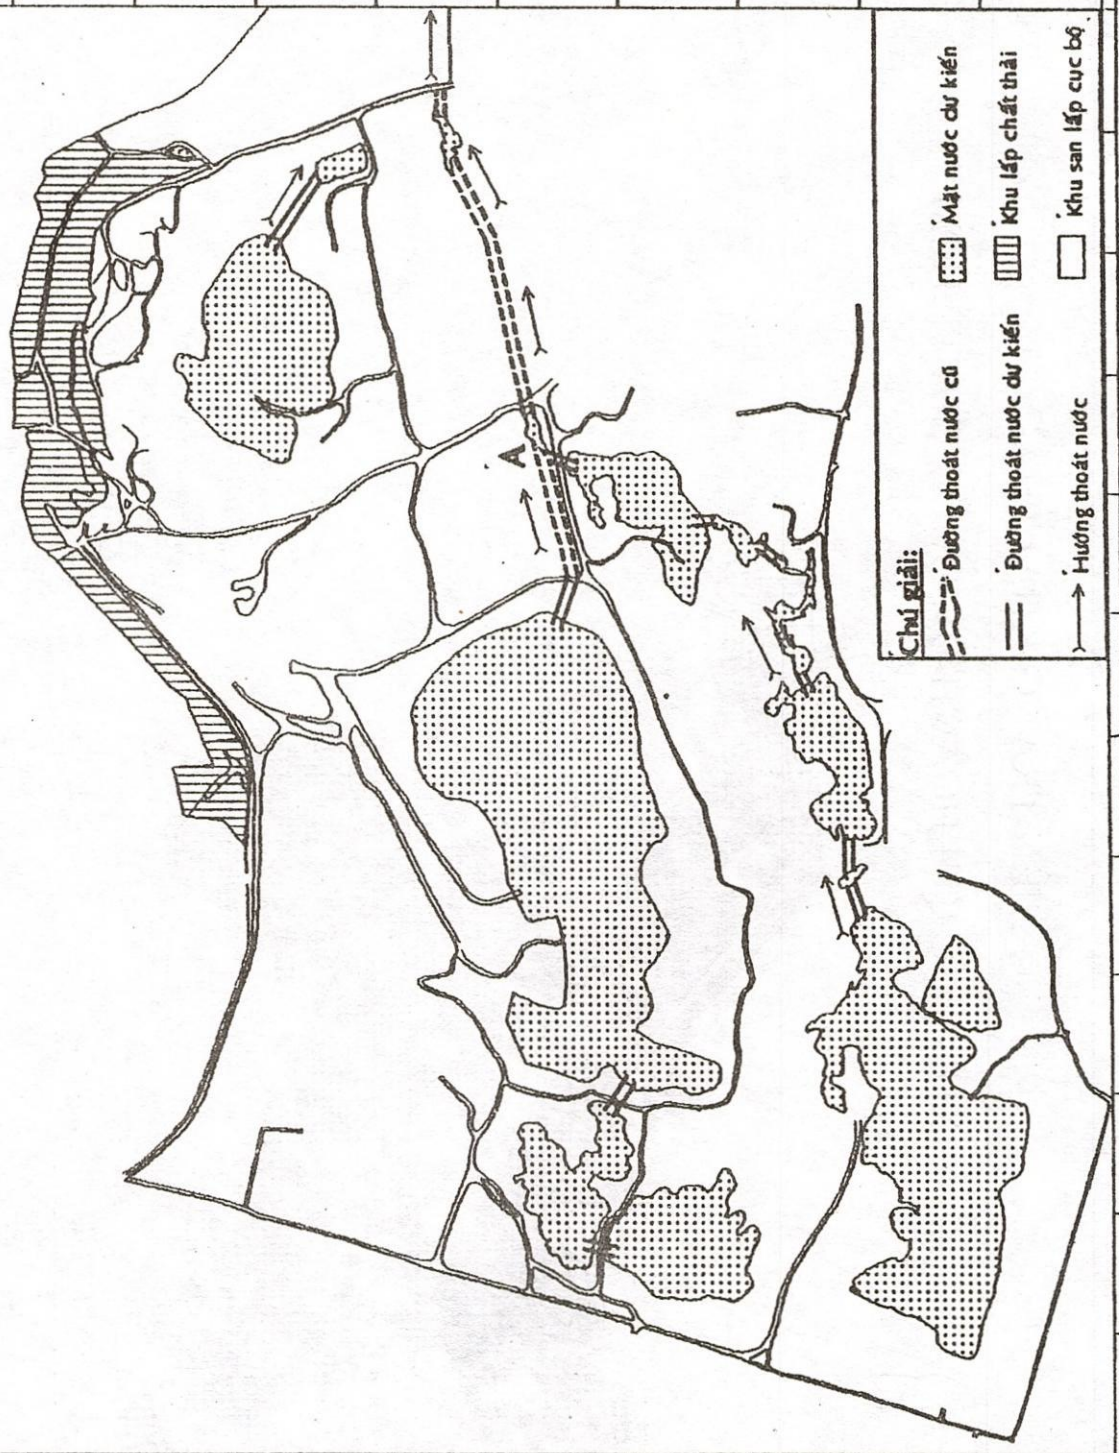 A
Chú giải:
Đường thoát nước cũ
Mặt nước dự kiến
Đường thoát nước dự kiến
Khu lấp chất thải
Hướng thoát nước
Khu san lấp cục bộ